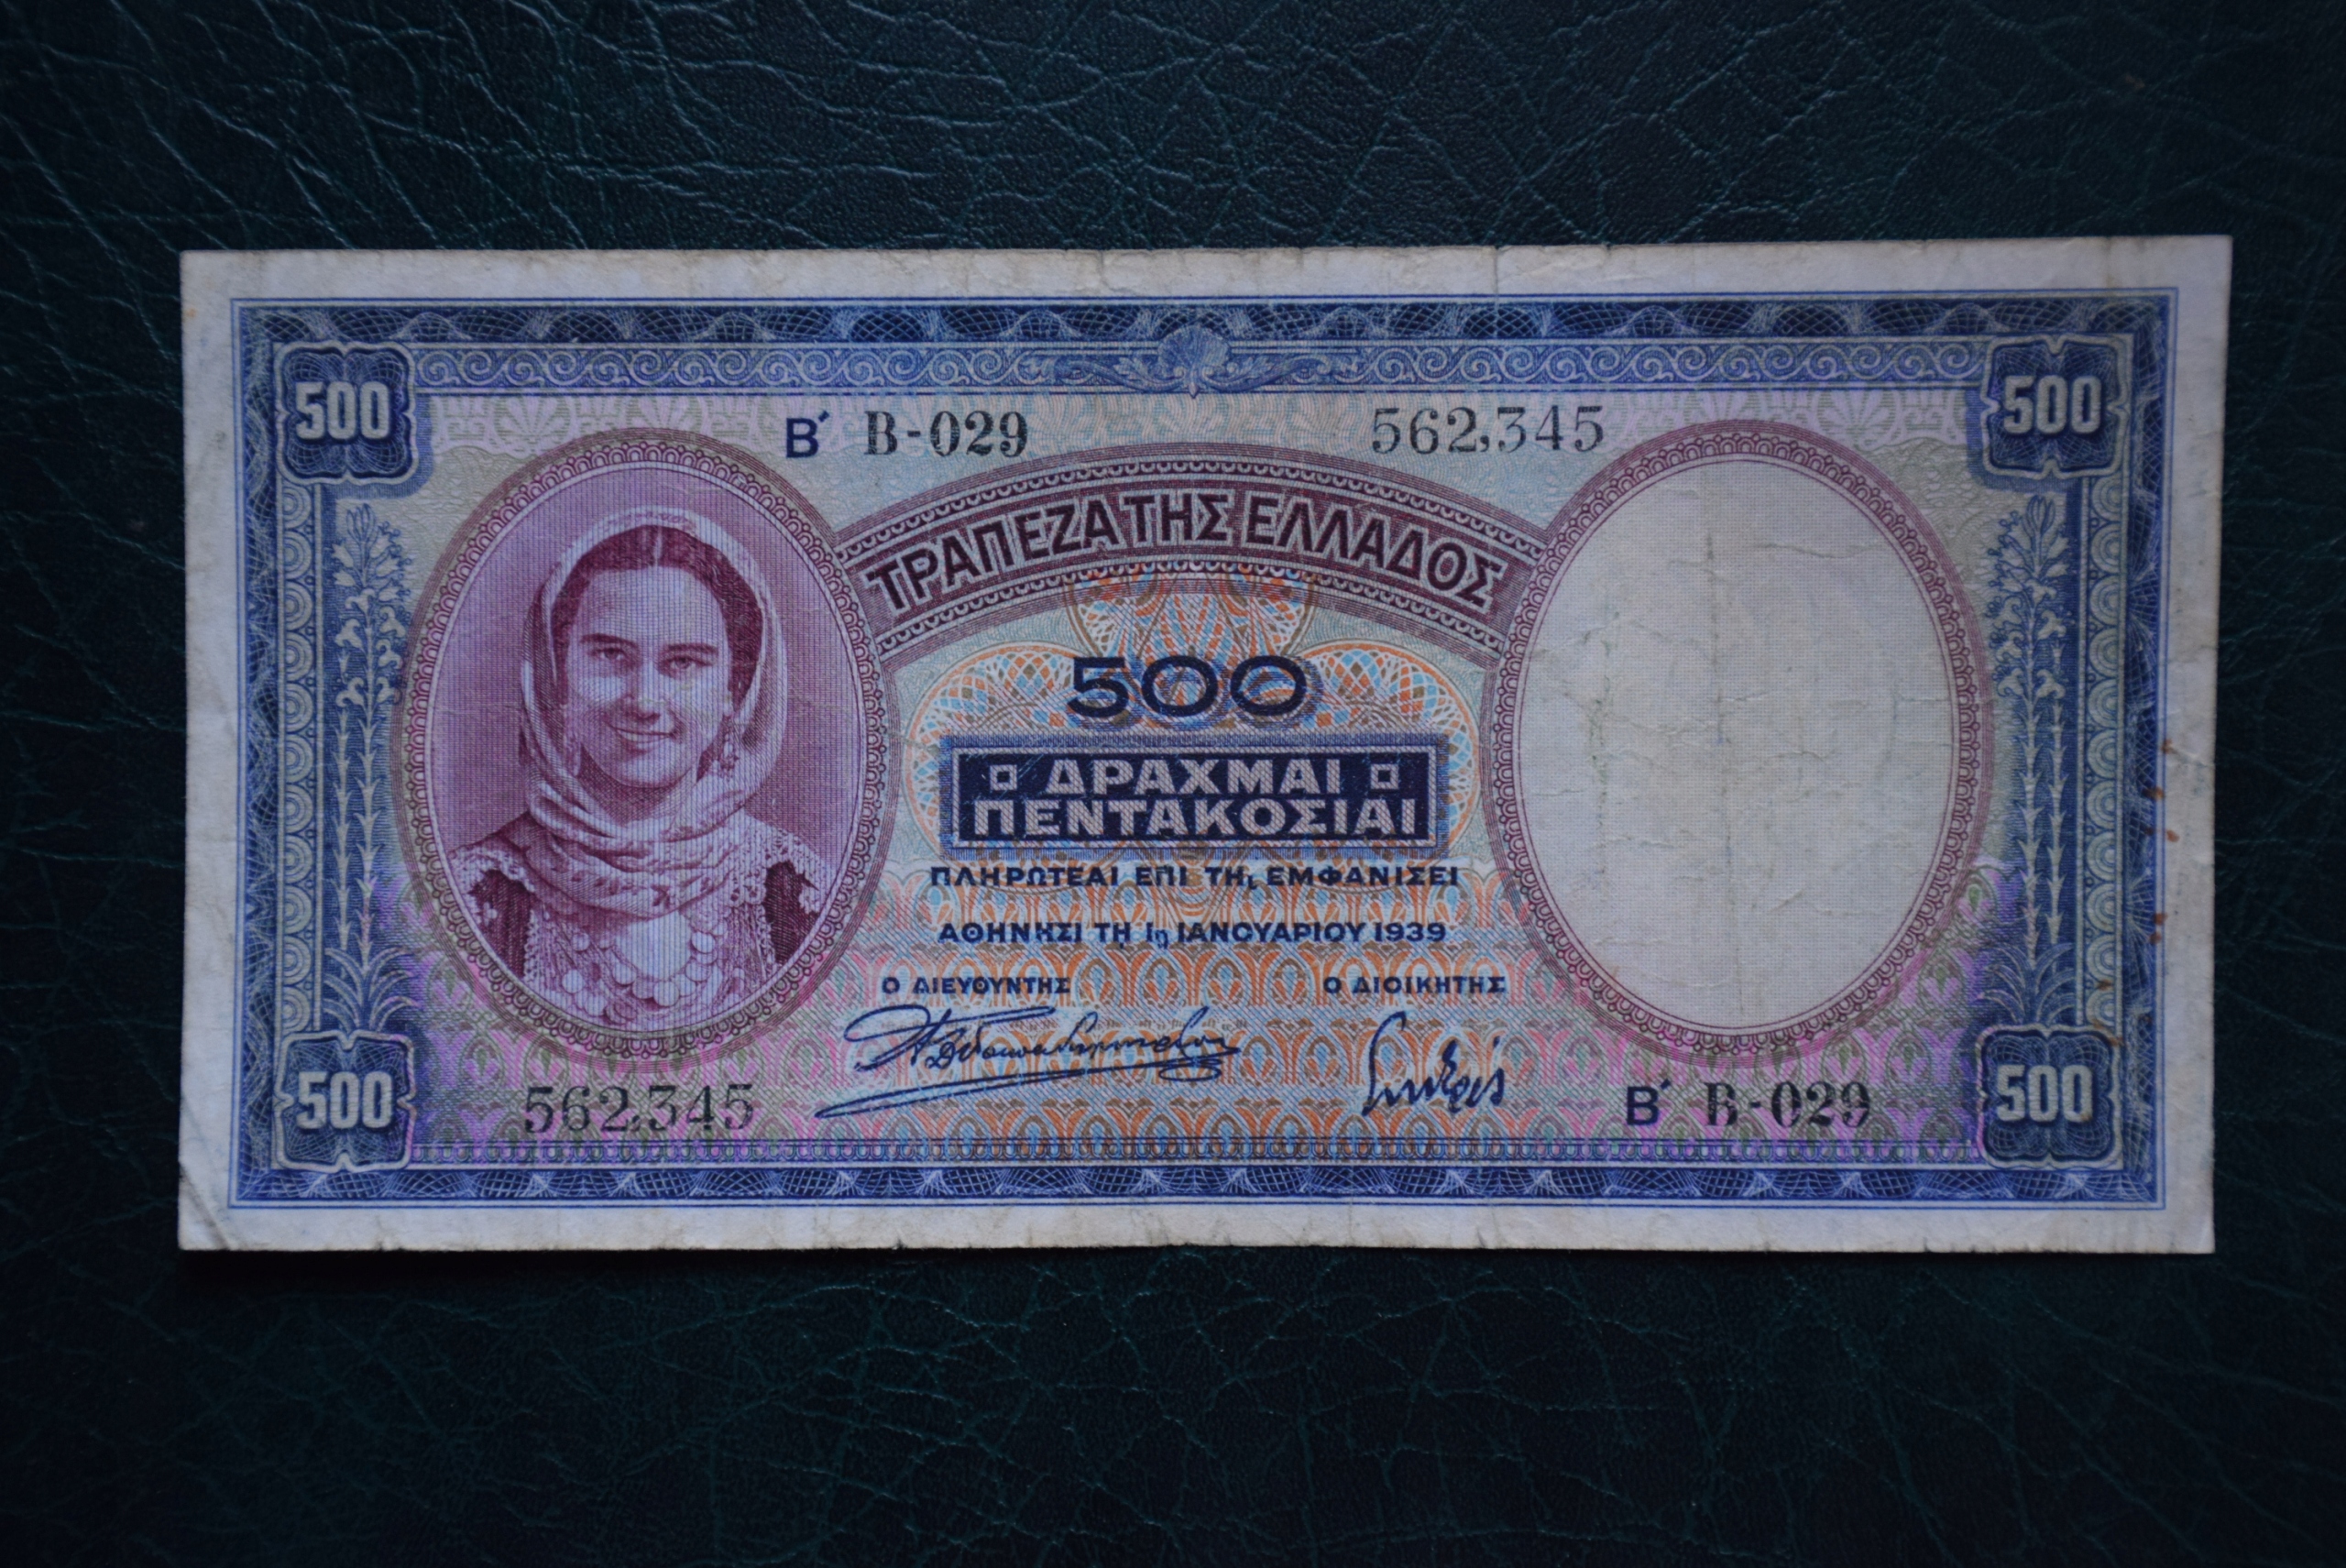 500
500
Β´ B-029
562,345
ΤΡΑΠΕΖΑ ΤΗΣ ΕΛΛΑΔΟΣ
500
ΔΡΑΧΜΑΙ
ΠΕΝΤΑΚΟΣΙΑΙ
ΠΛΗΡΩΤΕΑΙ ΕΠΙ ΤΗι ΕΜΦΑΝΙΣΕΙ
ΑΘΗΝΗΣΙ ΤΗ 1η ΙΑΝΟΥΑΡΙΟΥ 1939
Ο ΔΙΕΥΘΥΝΤΗΣ
Ο ΔΙΟΙΚΗΤΗΣ
562,345
Β´ B-029
500
500